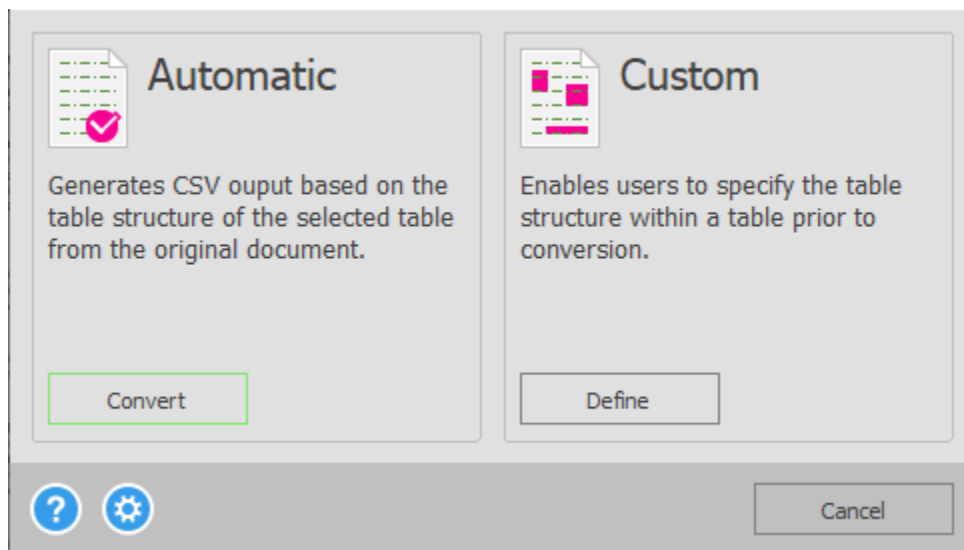 Automatic
Generates CSV ouput based on the
table structure of the selected table
from the original document.
Convert
Custom
Enables users to specify the table
structure within a table prior to
conversion.
Define
?
Cancel